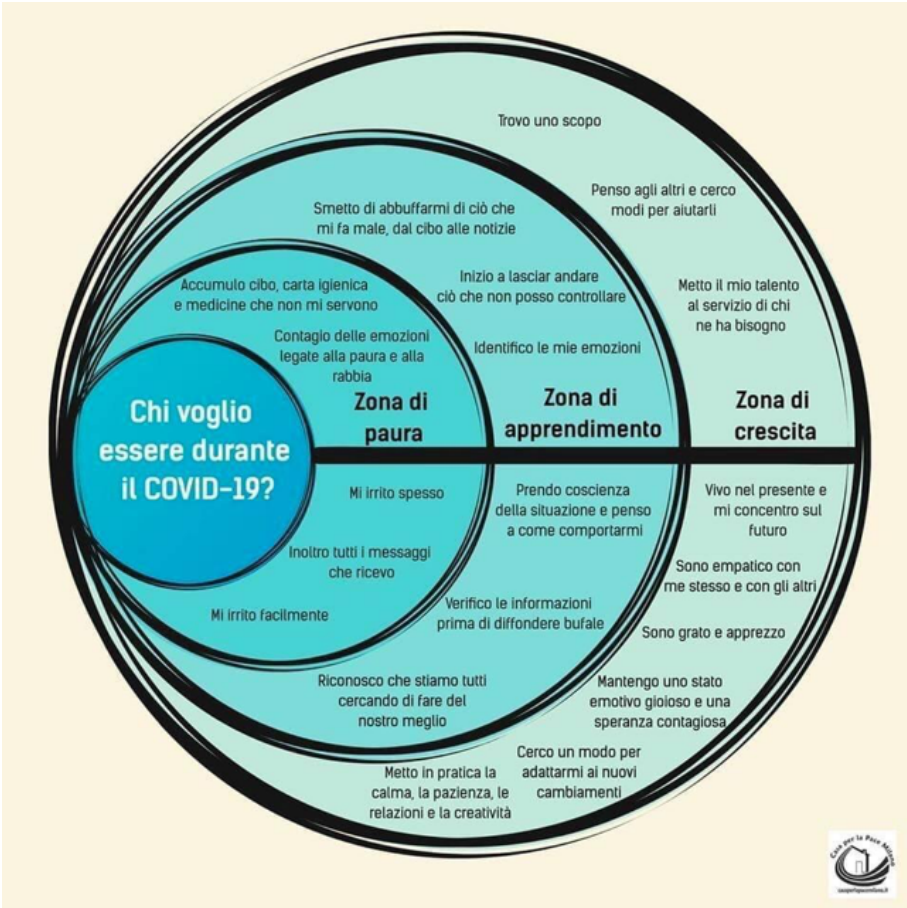 Trovo uno scopo
Penso agli altri e cerco
modi per aiutarli
Metto il mio talento
al servizio di chi
ne ha bisogno
Smetto di abbuffarmi di ciò che
mi fa male, dal cibo alle notizie
Inizio a lasciar andare
ciò che non posso controllare
Identifico le mie emozioni
Accumulo cibo, carta igienica
e medicine che non mi servono
Contagio delle emozioni
legate alla paura e alla
rabbia
Chi voglio
essere durante
il COVID-19?
Zona di
paura
Zona di
apprendimento
Zona di
crescita
Mi irrito spesso
Inoltro tutti i messaggi
che ricevo
Mi irrito facilmente
Prendo coscienza
della situazione e penso
a come comportarmi
Verifico le informazioni
prima di diffondere bufale
Riconosco che stiamo tutti
cercando di fare del
nostro meglio
Vivo nel presente e
mi concentro sul
futuro
Sono empatico con
me stesso e con gli altri
Sono grato e apprezzo
Mantengo uno stato
emotivo gioioso e una
speranza contagiosa
Cerco un modo per
adattarmi ai nuovi
cambiamenti
Metto in pratica la
calma, la pazienza, le
relazioni e la creatività
Casa per la Pace Milano
casaperlapacemilano.it